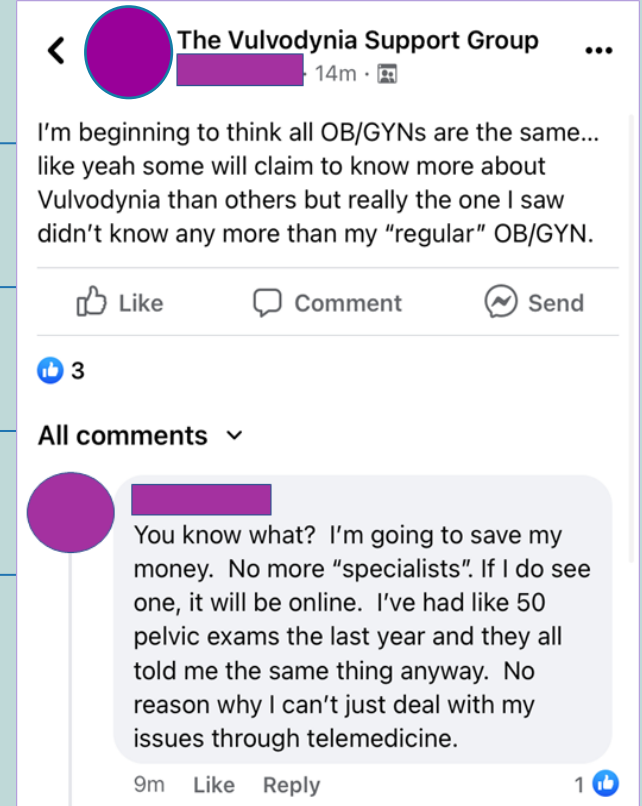 The Vulvodynia Support Group
· 14m ·
I'm beginning to think all OB/GYNs are the same...
like yeah some will claim to know more about
Vulvodynia than others but really the one I saw
didn't know any more than my “regular” OB/GYN.
Like Comment Send
3
All comments
You know what?  I'm going to save my
money.  No more “specialists”. If I do see
one, it will be online.  I've had like 50
pelvic exams the last year and they all
told me the same thing anyway.  No
reason why I can't just deal with my
issues through telemedicine.
9m Like Reply 1